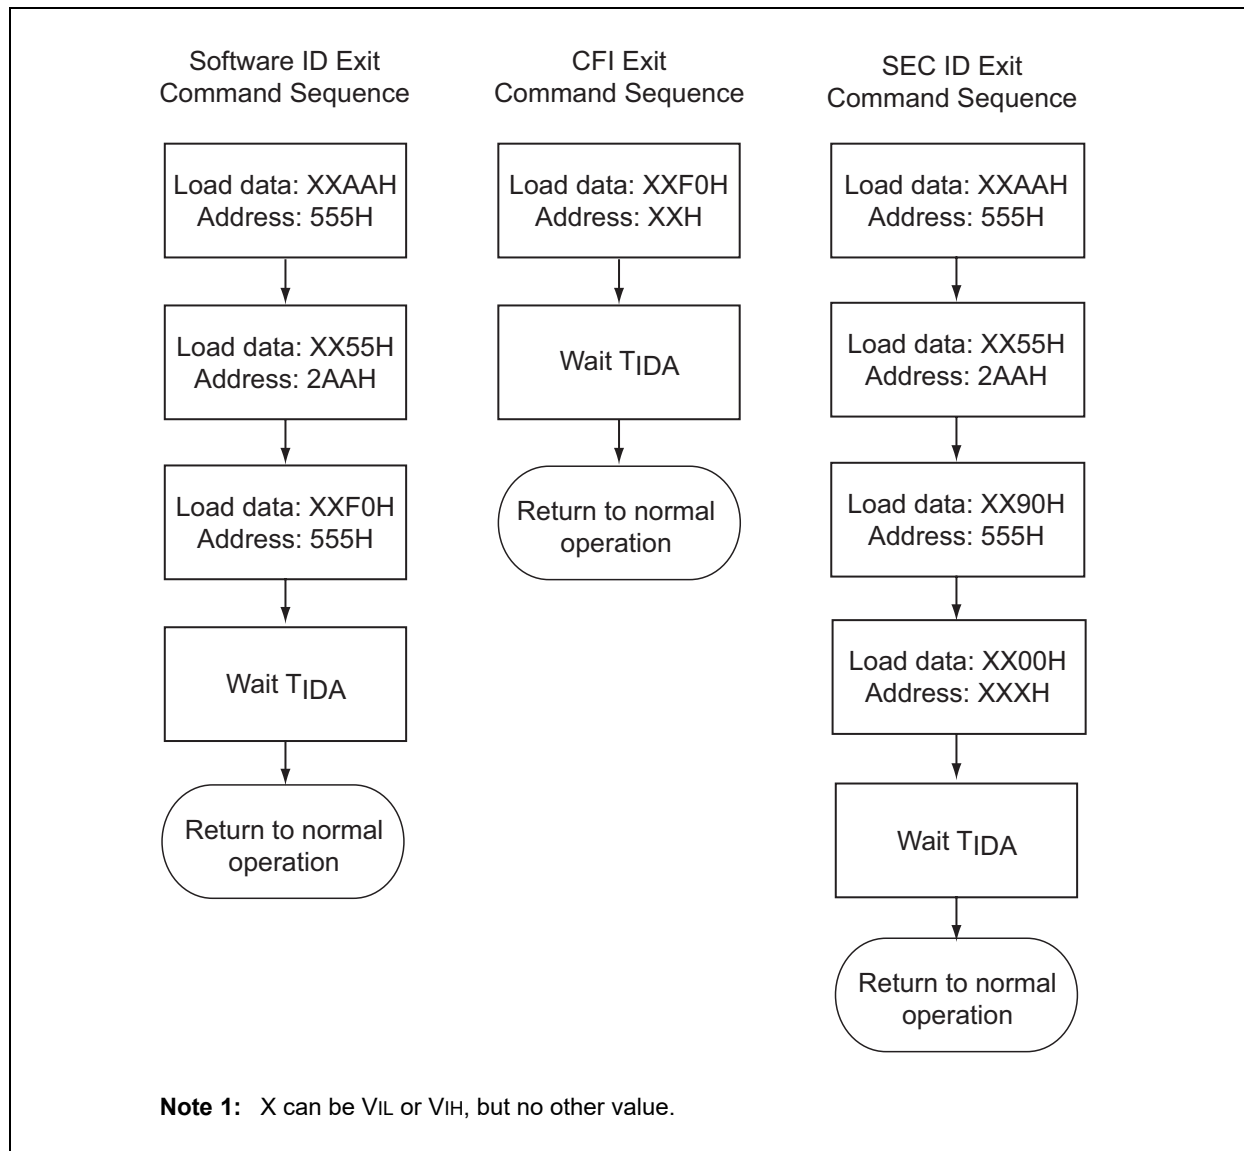 Software ID Exit
Command Sequence
Load data: XXAAH
Address: 555H
Load data: XX55H
Address: 2AAH
Load data: XXF0H
Address: 555H
Wait TIDA
Return to normal
operation
CFI Exit
Command Sequence
Load data: XXF0H
Address: XXH
Wait TIDA
Return to normal
operation
SEC ID Exit
Command Sequence
Load data: XXAAH
Address: 555H
Load data: XX55H
Address: 2AAH
Load data: XX90H
Address: 555H
Load data: XX00H
Address: XXXH
Wait TIDA
Return to normal
operation
Note 1: X can be VIL or VIH, but no other value.